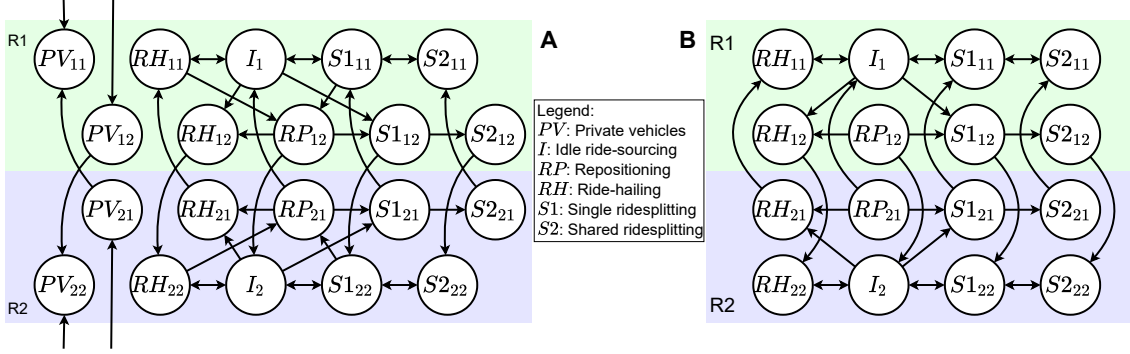 R1
PV11 RH11 I1 S111 S211
PV12 RH12 RP12 S112 S212
PV21 RH21 RP21 S121 S221
PV22 RH22 I2 S122 S222
R2
A
B
Legend:
PV: Private vehicles
I: Idle ride-sourcing
RP: Repositioning
RH: Ride-hailing
S1: Single ridesplitting
S2: Shared ridesplitting
R1
RH11 I1 S111 S211
RH12 RP12 S112 S212
RH21 RP21 S121 S221
RH22 I2 S122 S222
R2